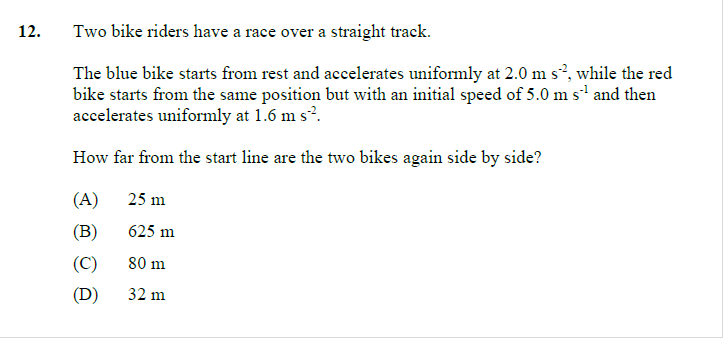 12. Two bike riders have a race over a straight track.
The blue bike starts from rest and accelerates uniformly at 2.0 m s⁻², while the red
bike starts from the same position but with an initial speed of 5.0 m s⁻¹ and then
accelerates uniformly at 1.6 m s⁻².
How far from the start line are the two bikes again side by side?
(A) 25 m
(B) 625 m
(C) 80 m
(D) 32 m